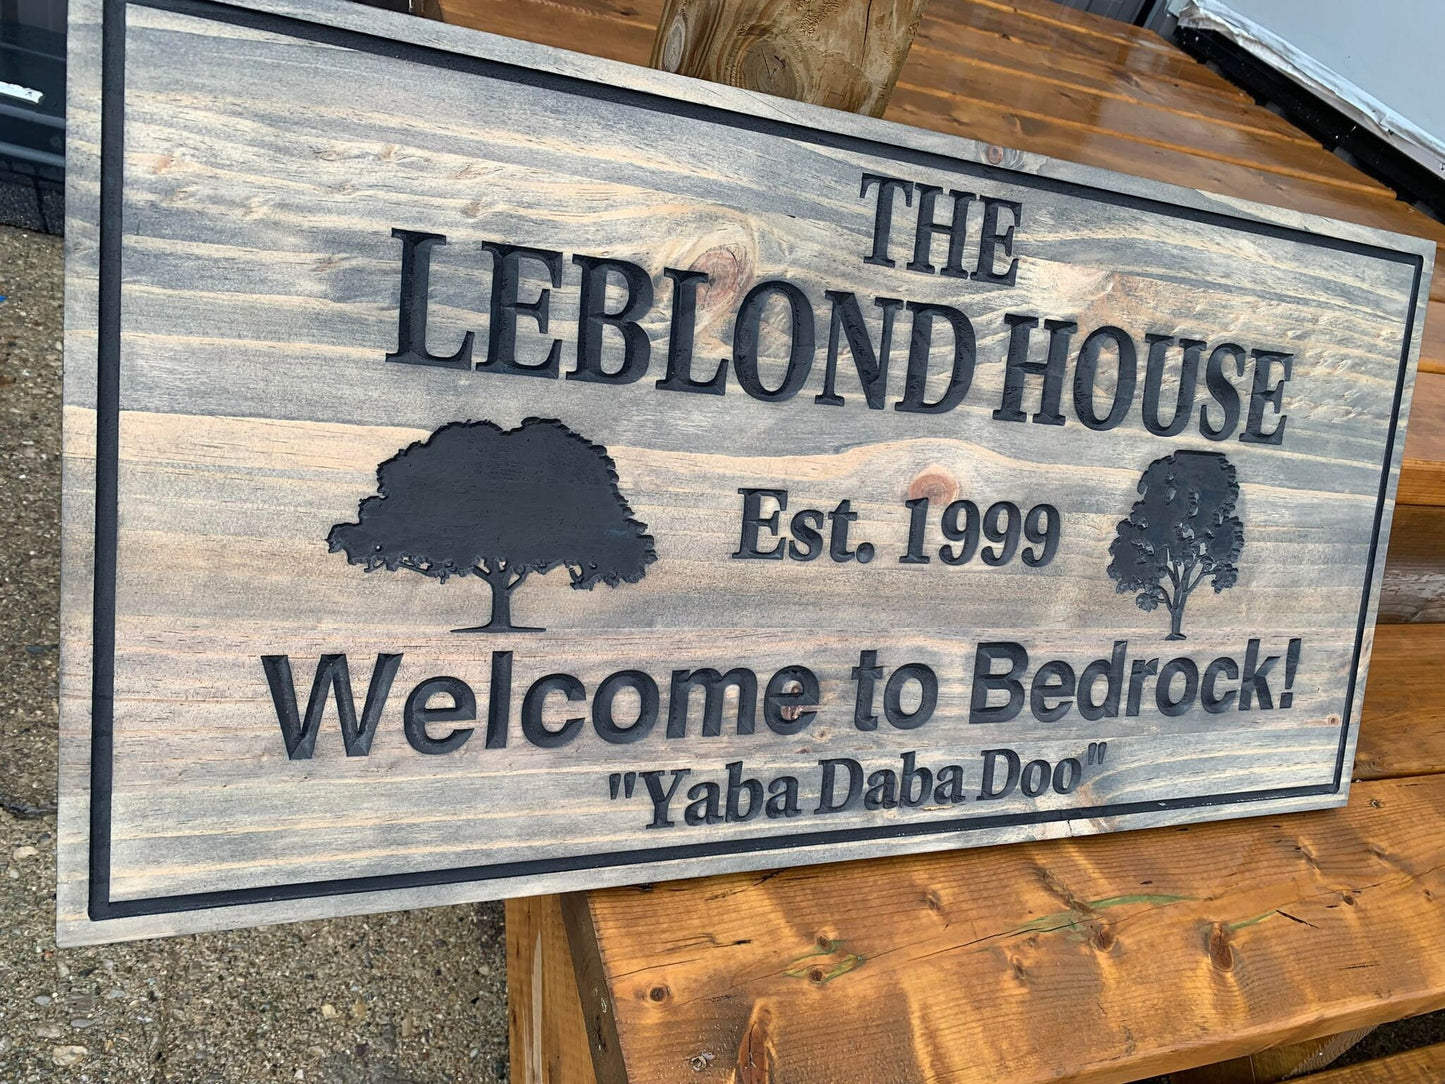 THE
LEBLOND HOUSE
Est. 1999
Welcome to Bedrock!
"Yaba Daba Doo"